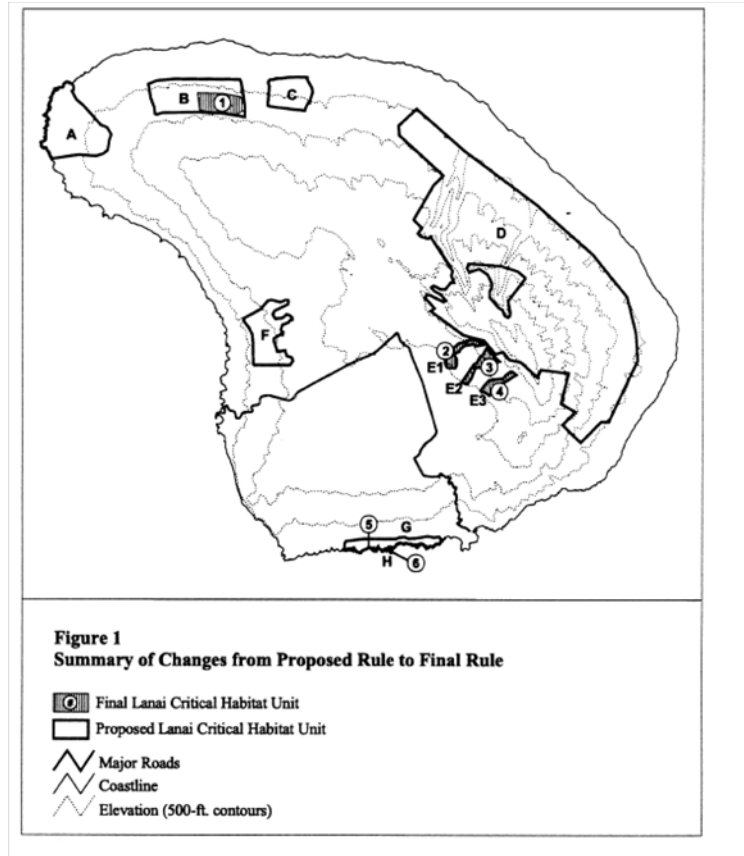 A
B
1
C
D
F
2
E1
3
E2
4
E3
5
G
H
6
Figure 1
Summary of Changes from Proposed Rule to Final Rule
# Final Lanai Critical Habitat Unit
Proposed Lanai Critical Habitat Unit
Major Roads
Coastline
Elevation (500-ft. contours)